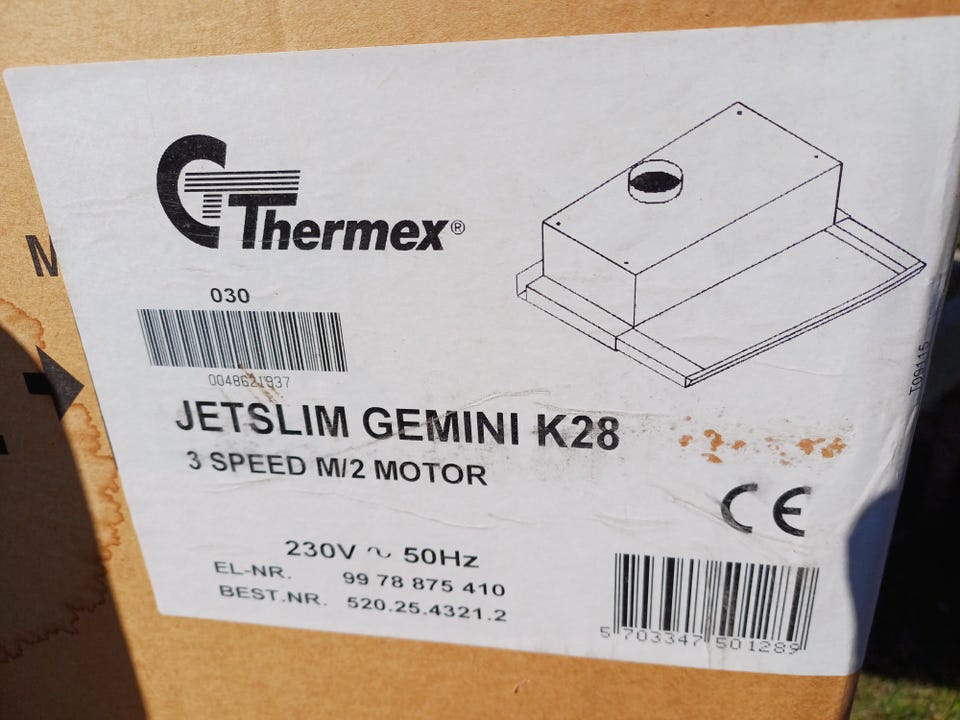 Thermex®
M
030
0048621937
JETSLIM GEMINI K28
3 SPEED M/2 MOTOR
CE
230V ~ 50Hz
EL-NR. 99 78 875 410
BEST.NR. 520.25.4321.2
5 703347 501289
T09115